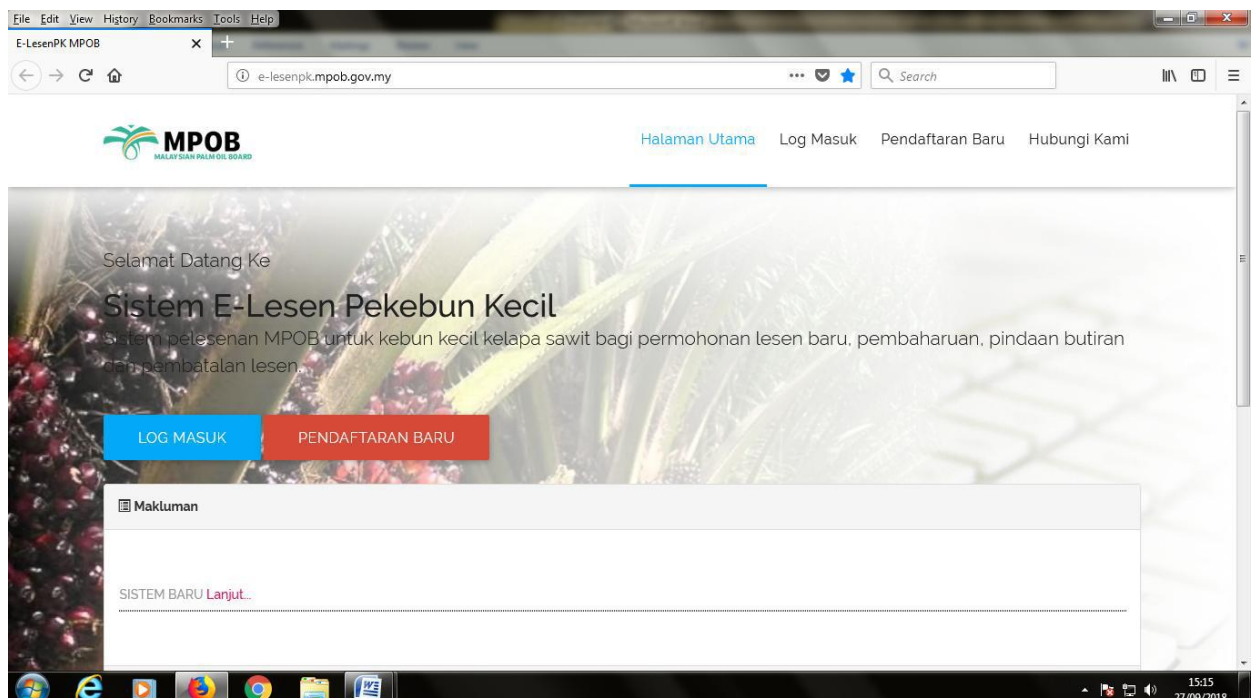 File Edit View History Bookmarks Tools Help
E-LesenPK MPOB
e-lesenpk.mpob.gov.my
Search
MPOB
MALAYSIAN PALM OIL BOARD
Halaman Utama Log Masuk Pendaftaran Baru Hubungi Kami
Selamat Datang Ke
Sistem E-Lesen Pekebun Kecil
Sistem pelesenan MPOB untuk kebun kecil kelapa sawit bagi permohonan lesen baru, pembaharuan, pindaan butiran
dan pembatalan lesen.
LOG MASUK PENDAFTARAN BARU
Makluman
SISTEM BARU Lanjut...
15:15
27/09/2018